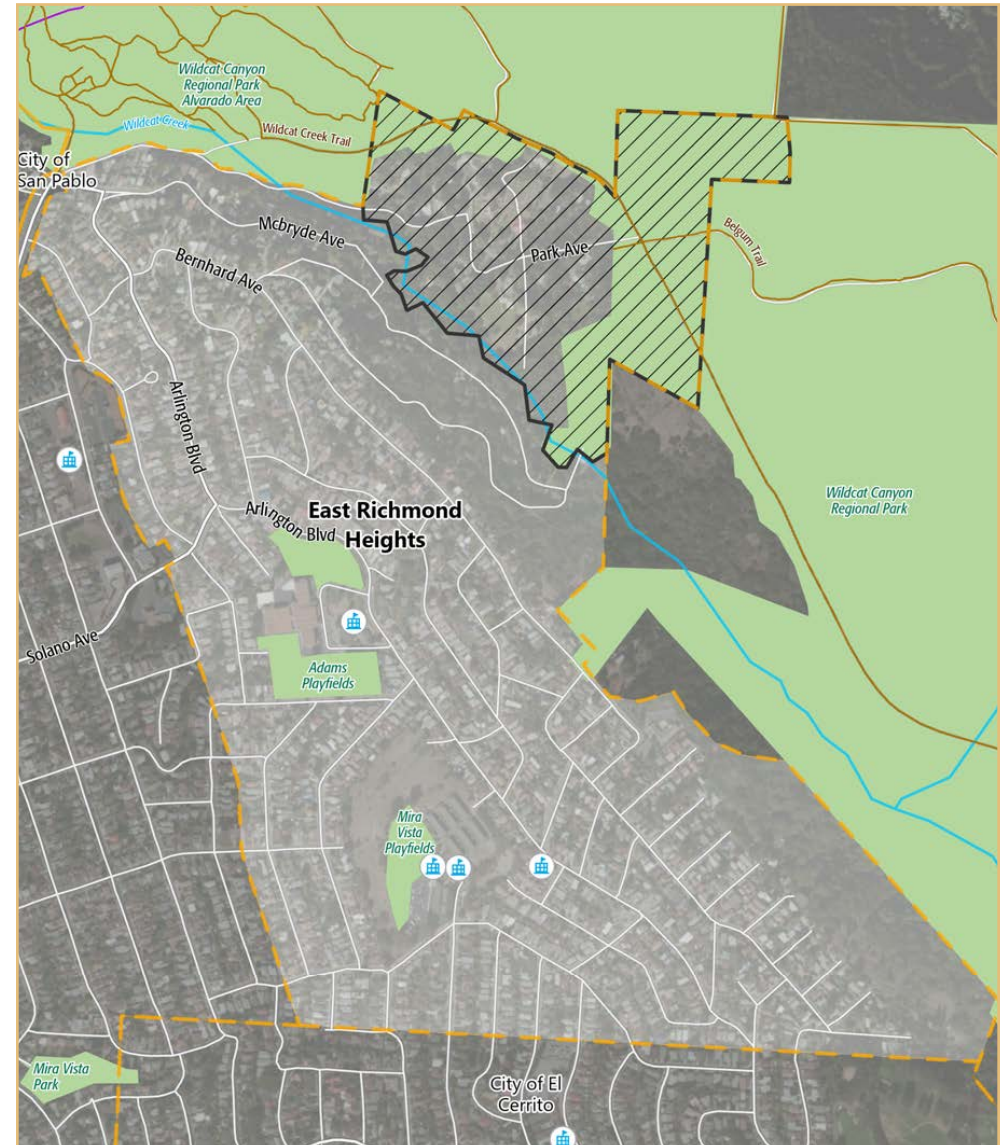 Wildcat Canyon
Regional Park
Alvarado Area
Wildcat Creek
Wildcat Creek Trail
City of
San Pablo
Mcbryde Ave
Park Ave
Belgum Trail
Bernhard Ave
Arlington Blvd
Wildcat Canyon
Regional Park
Arlington Blvd
East Richmond
Heights
Solano Ave
Adams
Playfields
Mira
Vista
Playfields
Mira Vista
Park
City of El
Cerrito